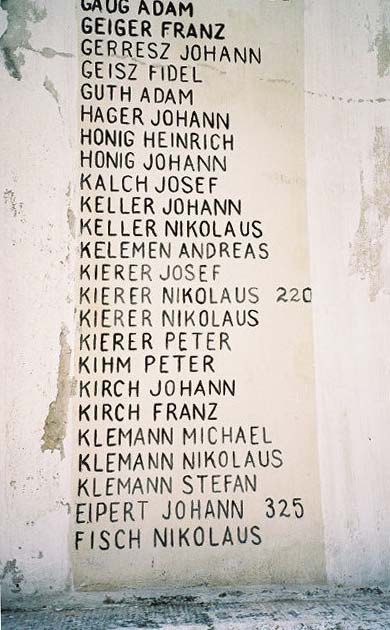 GAUG ADAM
GEIGER FRANZ
GERRESZ JOHANN
GEISZ FIDEL
GUTH ADAM
HAGER JOHANN
HONIG HEINRICH
HONIG JOHANN
KALCH JOSEF
KELLER JOHANN
KELLER NIKOLAUS
KELEMEN ANDREAS
KIERER JOSEF
KIERER NIKOLAUS 220
KIERER NIKOLAUS
KIERER PETER
KIHM PETER
KIRCH JOHANN
KIRCH FRANZ
KLEMANN MICHAEL
KLEMANN NIKOLAUS
KLEMANN STEFAN
EIPERT JOHANN 325
FISCH NIKOLAUS